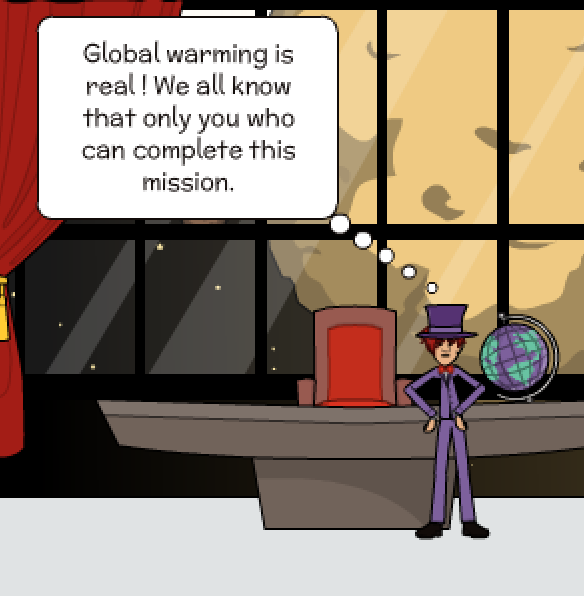 Global warming is
real ! We all know
that only you who
can complete this
mission.